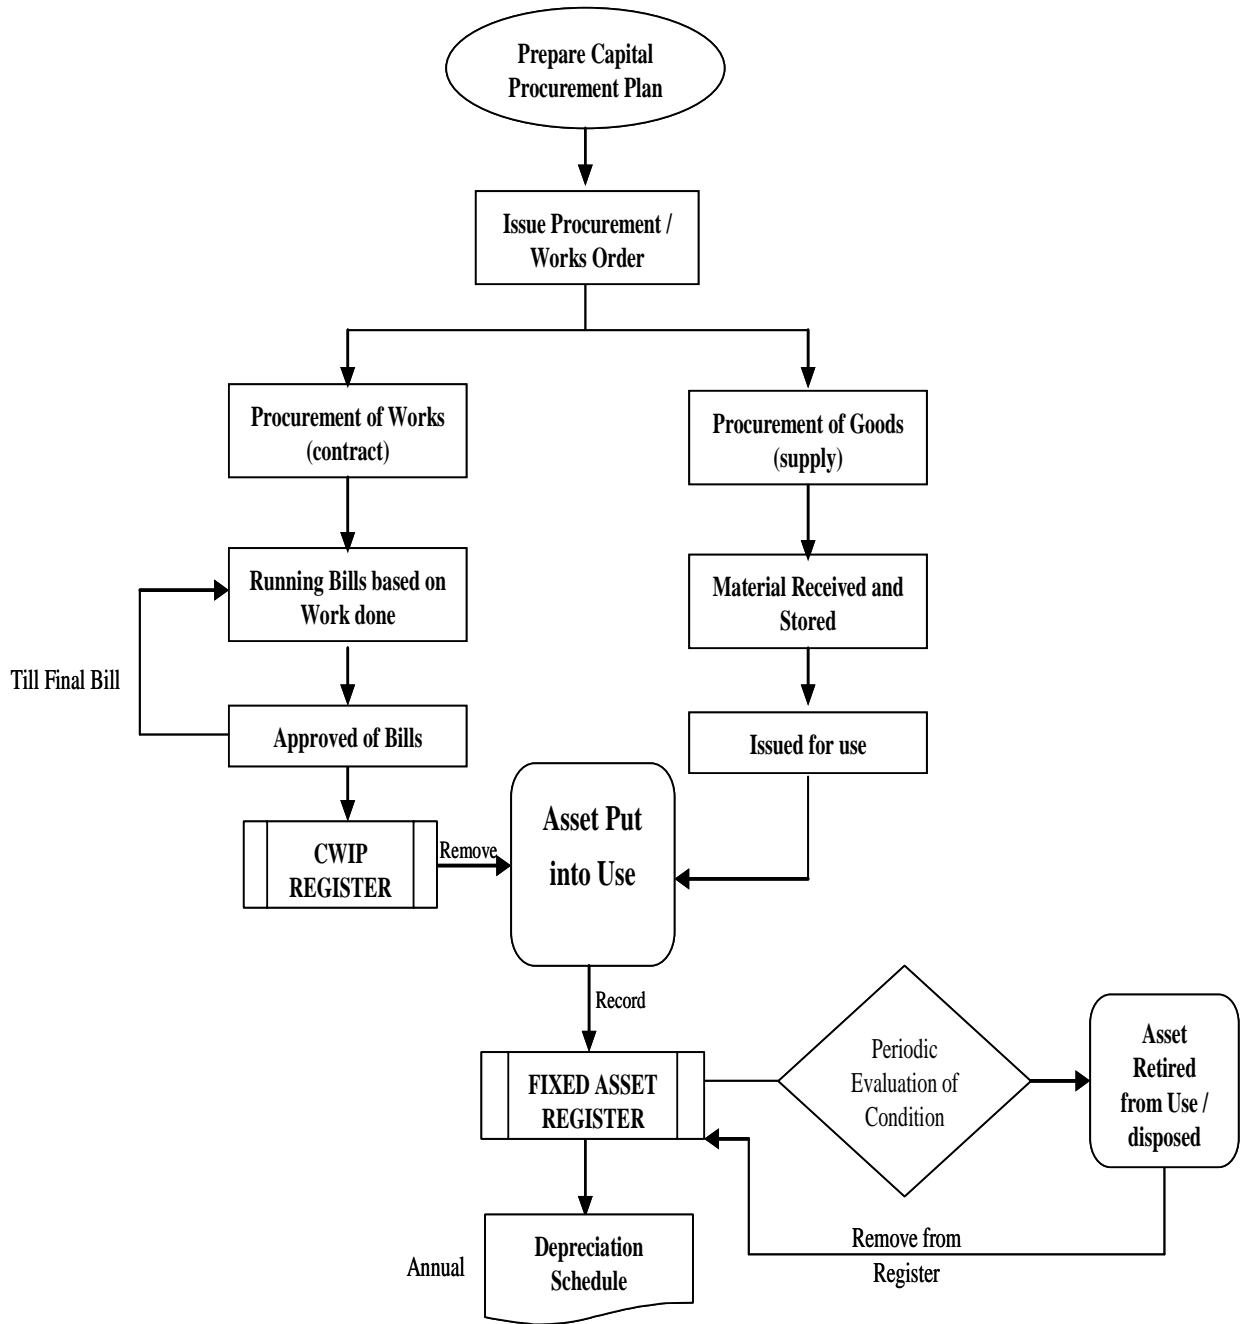 Prepare Capital
Procurement Plan
Issue Procurement /
Works Order
Procurement of Works
(contract)
Procurement of Goods
(supply)
Running Bills based on
Work done
Material Received and
Stored
Till Final Bill
Approved of Bills
Issued for use
Asset Put
into Use
CWIP
REGISTER
Remove
Record
FIXED ASSET
REGISTER
Periodic
Evaluation of
Condition
Asset
Retired
from Use /
disposed
Remove from
Register
Annual
Depreciation
Schedule